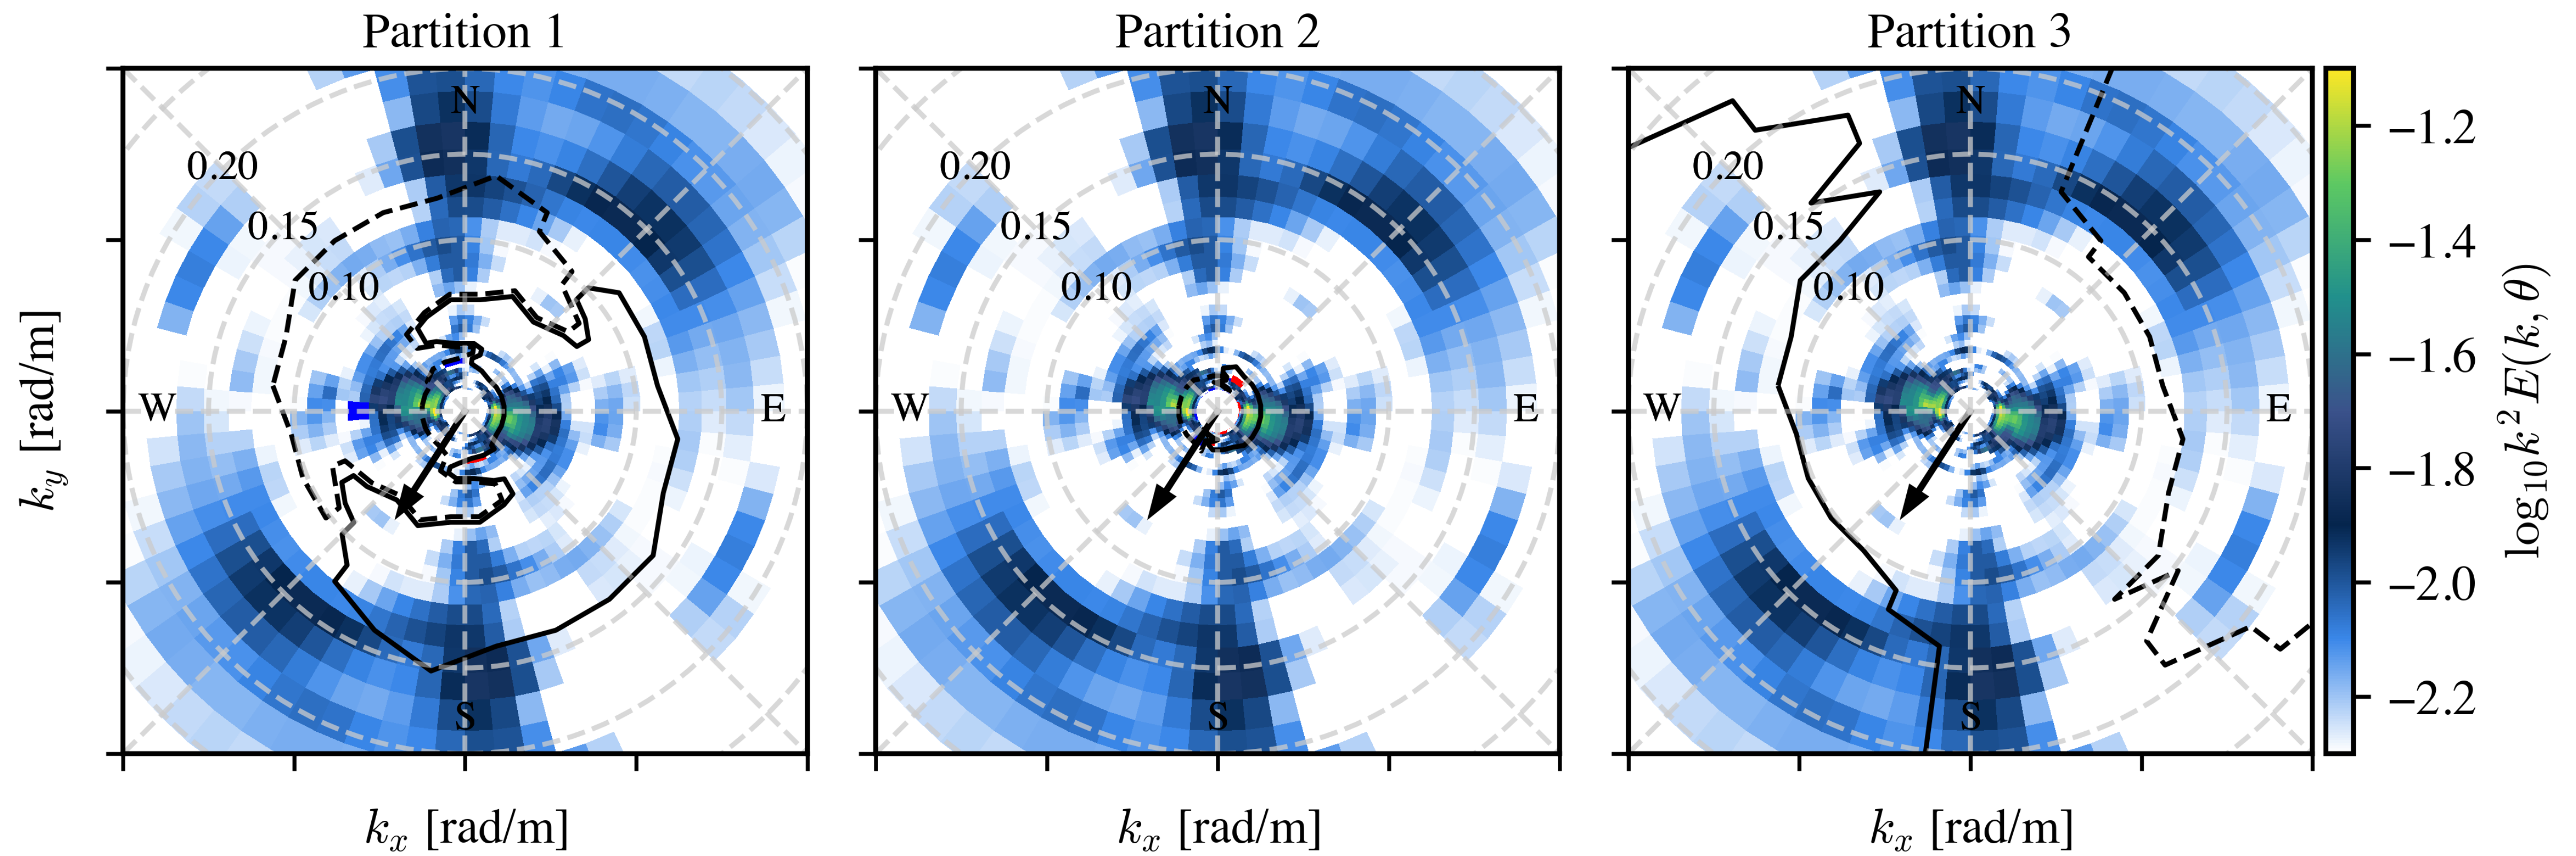 Partition 1
Partition 2
Partition 3
N
0.20
0.15
0.10
W
E
S
N
0.20
0.15
0.10
W
E
S
N
0.20
0.15
0.10
W
E
S
k_y [rad/m]
k_x [rad/m]
k_x [rad/m]
k_x [rad/m]
−1.2
−1.4
−1.6
−1.8
−2.0
−2.2
log₁₀k² E(k, θ)